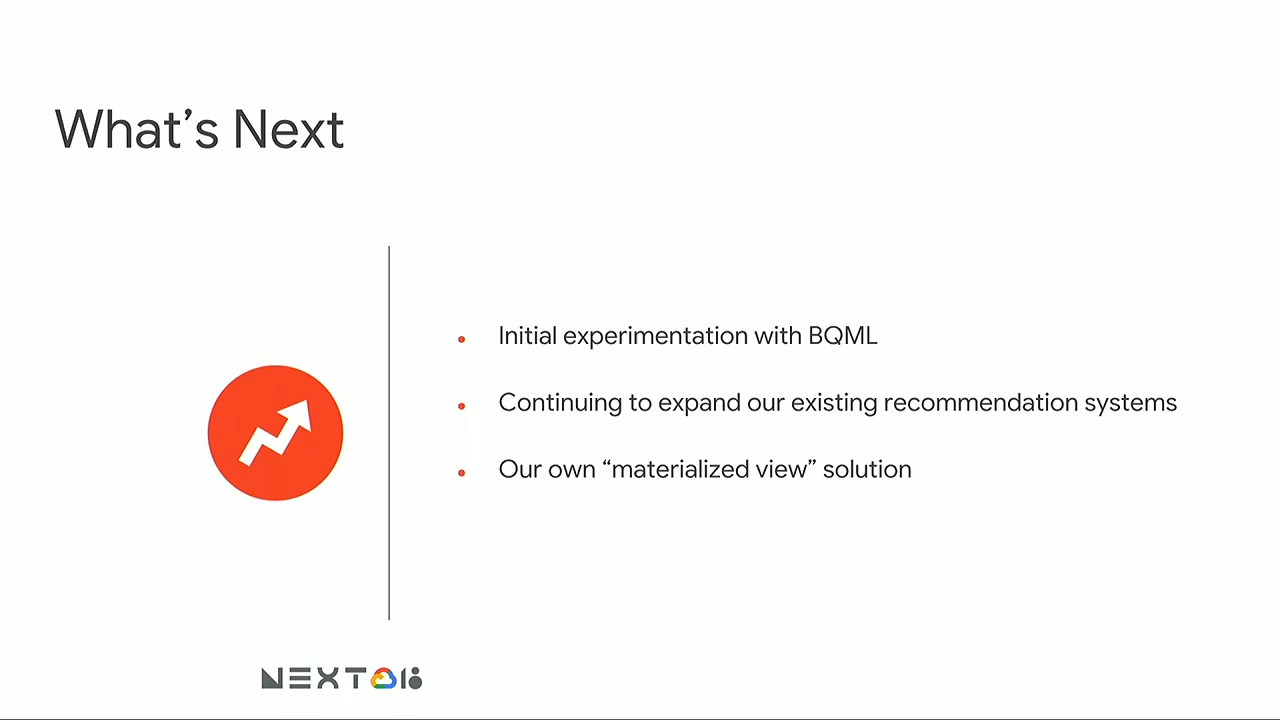 What’s Next
Initial experimentation with BQML
Continuing to expand our existing recommendation systems
Our own “materialized view” solution
NEXT 18